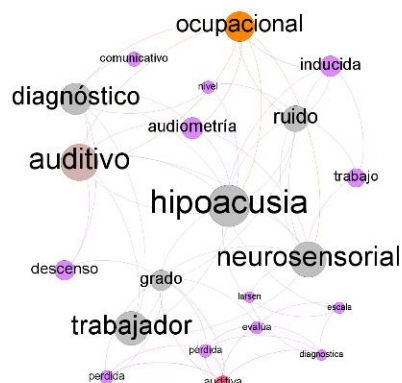 ocupacional
comunicativo
inducida
nivel
diagnóstico
ruido
audiometría
auditivo
trabajo
hipoacusia
neurosensorial
descenso
grado
larsen
escala
trabajador
evalúa
pérdida
diagnostica
perdida
auditiva